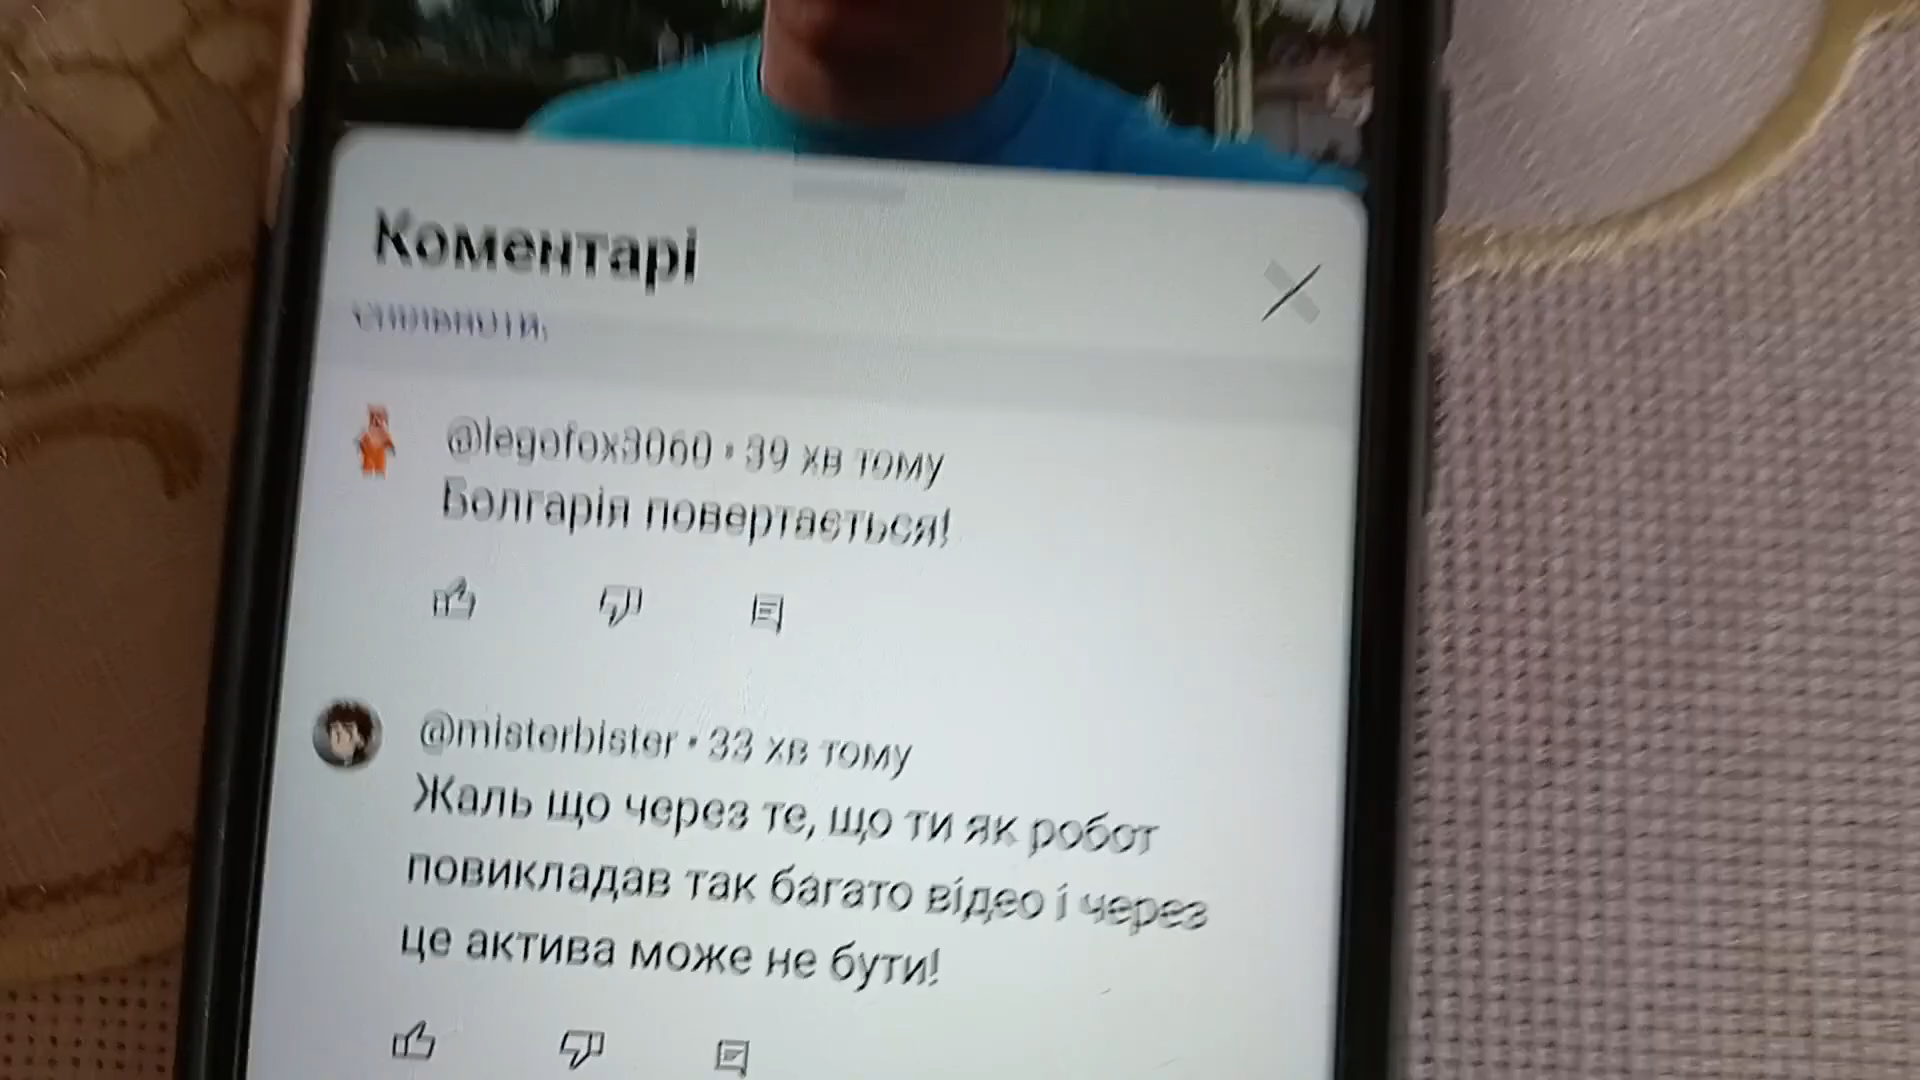 Коментарі
спільноти.
@legofox3060 • 39 хв тому
Болгарія повертається!
@misterbister • 33 хв тому
Жаль що через те, що ти як робот
повикладав так багато відео і через
це актива може не бути!